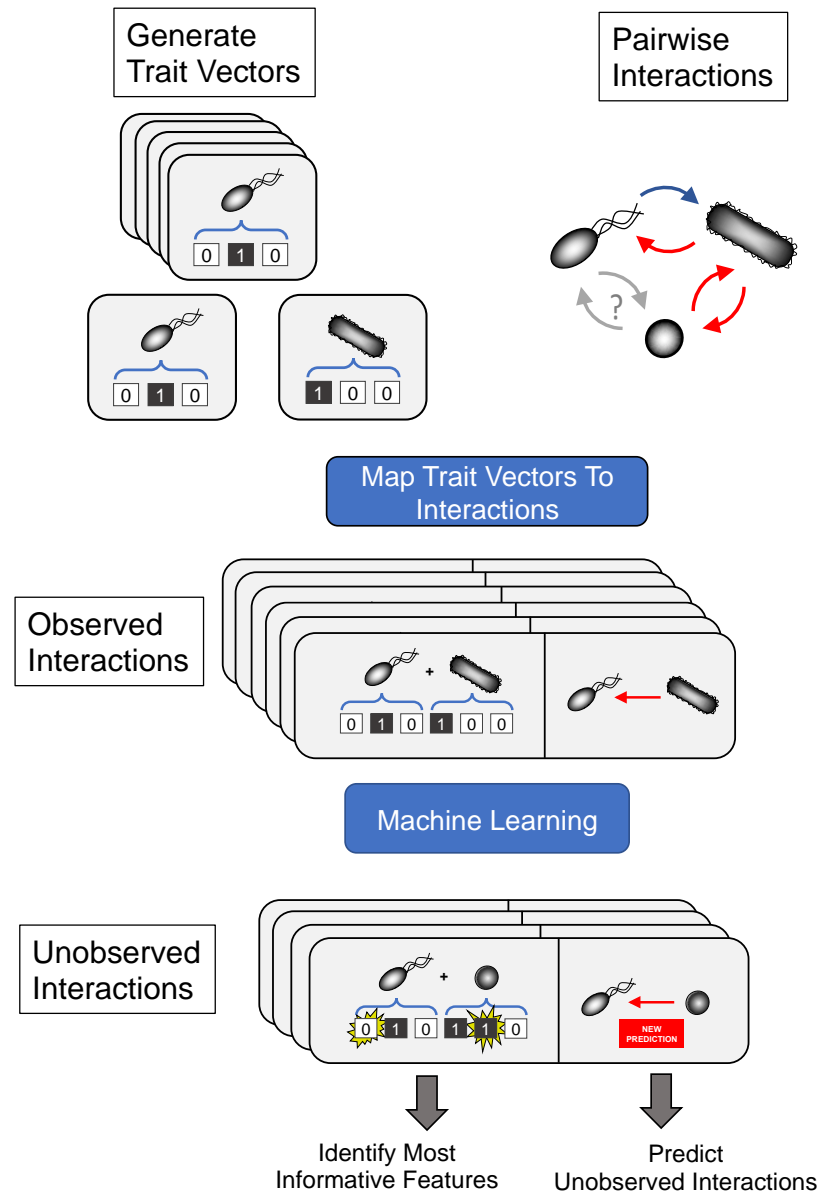 Generate
Trait Vectors
Pairwise
Interactions
0 1 0
?
0 1 0
1 0 0
Map Trait Vectors To
Interactions
Observed
Interactions
+
0 1 0 1 0 0
Machine Learning
Unobserved
Interactions
+
0 1 0 1 1 0
NEW
PREDICTION
Identify Most
Informative Features
Predict
Unobserved Interactions